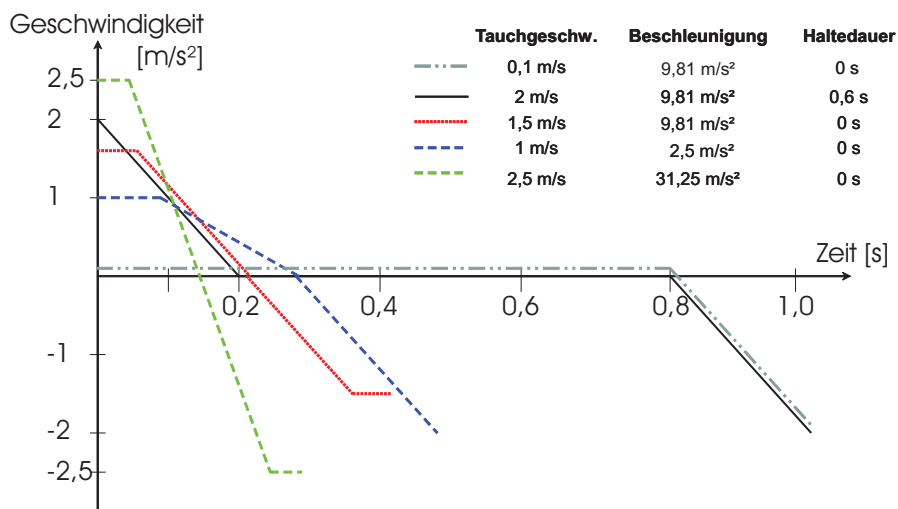 Geschwindigkeit
[m/s²]
Tauchgeschw. Beschleunigung Haltedauer
0,1 m/s 9,81 m/s² 0 s
2 m/s 9,81 m/s² 0,6 s
1,5 m/s 9,81 m/s² 0 s
1 m/s 2,5 m/s² 0 s
2,5 m/s 31,25 m/s² 0 s
2,5
2
1
Zeit [s]
0,2 0,4 0,6 0,8 1,0
-1
-2
-2,5